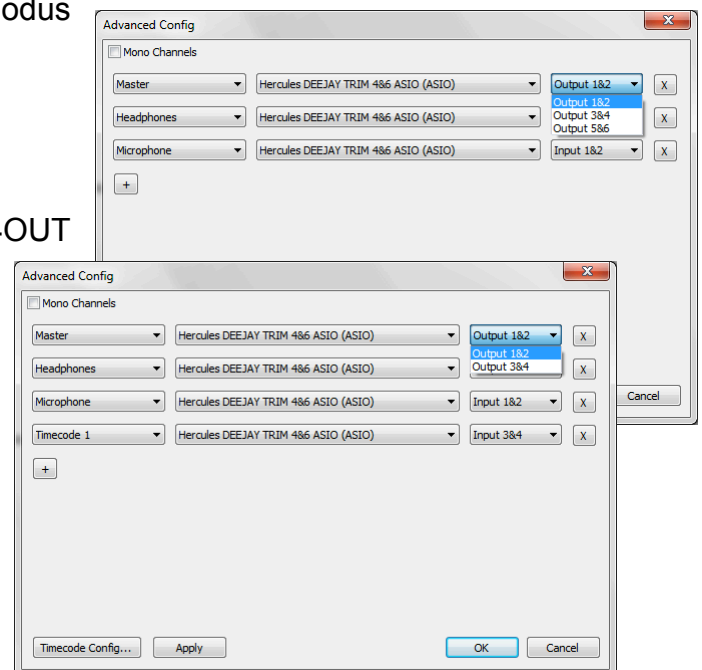 odus
Advanced Config
Mono Channels
Master Hercules DEEJAY TRIM 4&6 ASIO (ASIO) Output 1&2 X
Output 1&2
Output 3&4
Output 5&6
Headphones Hercules DEEJAY TRIM 4&6 ASIO (ASIO) X
Microphone Hercules DEEJAY TRIM 4&6 ASIO (ASIO) Input 1&2 X
+
-OUT
Cancel
Advanced Config
Mono Channels
Master Hercules DEEJAY TRIM 4&6 ASIO (ASIO) Output 1&2 X
Output 1&2
Output 3&4
Headphones Hercules DEEJAY TRIM 4&6 ASIO (ASIO) X
Microphone Hercules DEEJAY TRIM 4&6 ASIO (ASIO) Input 1&2 X
Timecode 1 Hercules DEEJAY TRIM 4&6 ASIO (ASIO) Input 3&4 X
+
Timecode Config... Apply OK Cancel